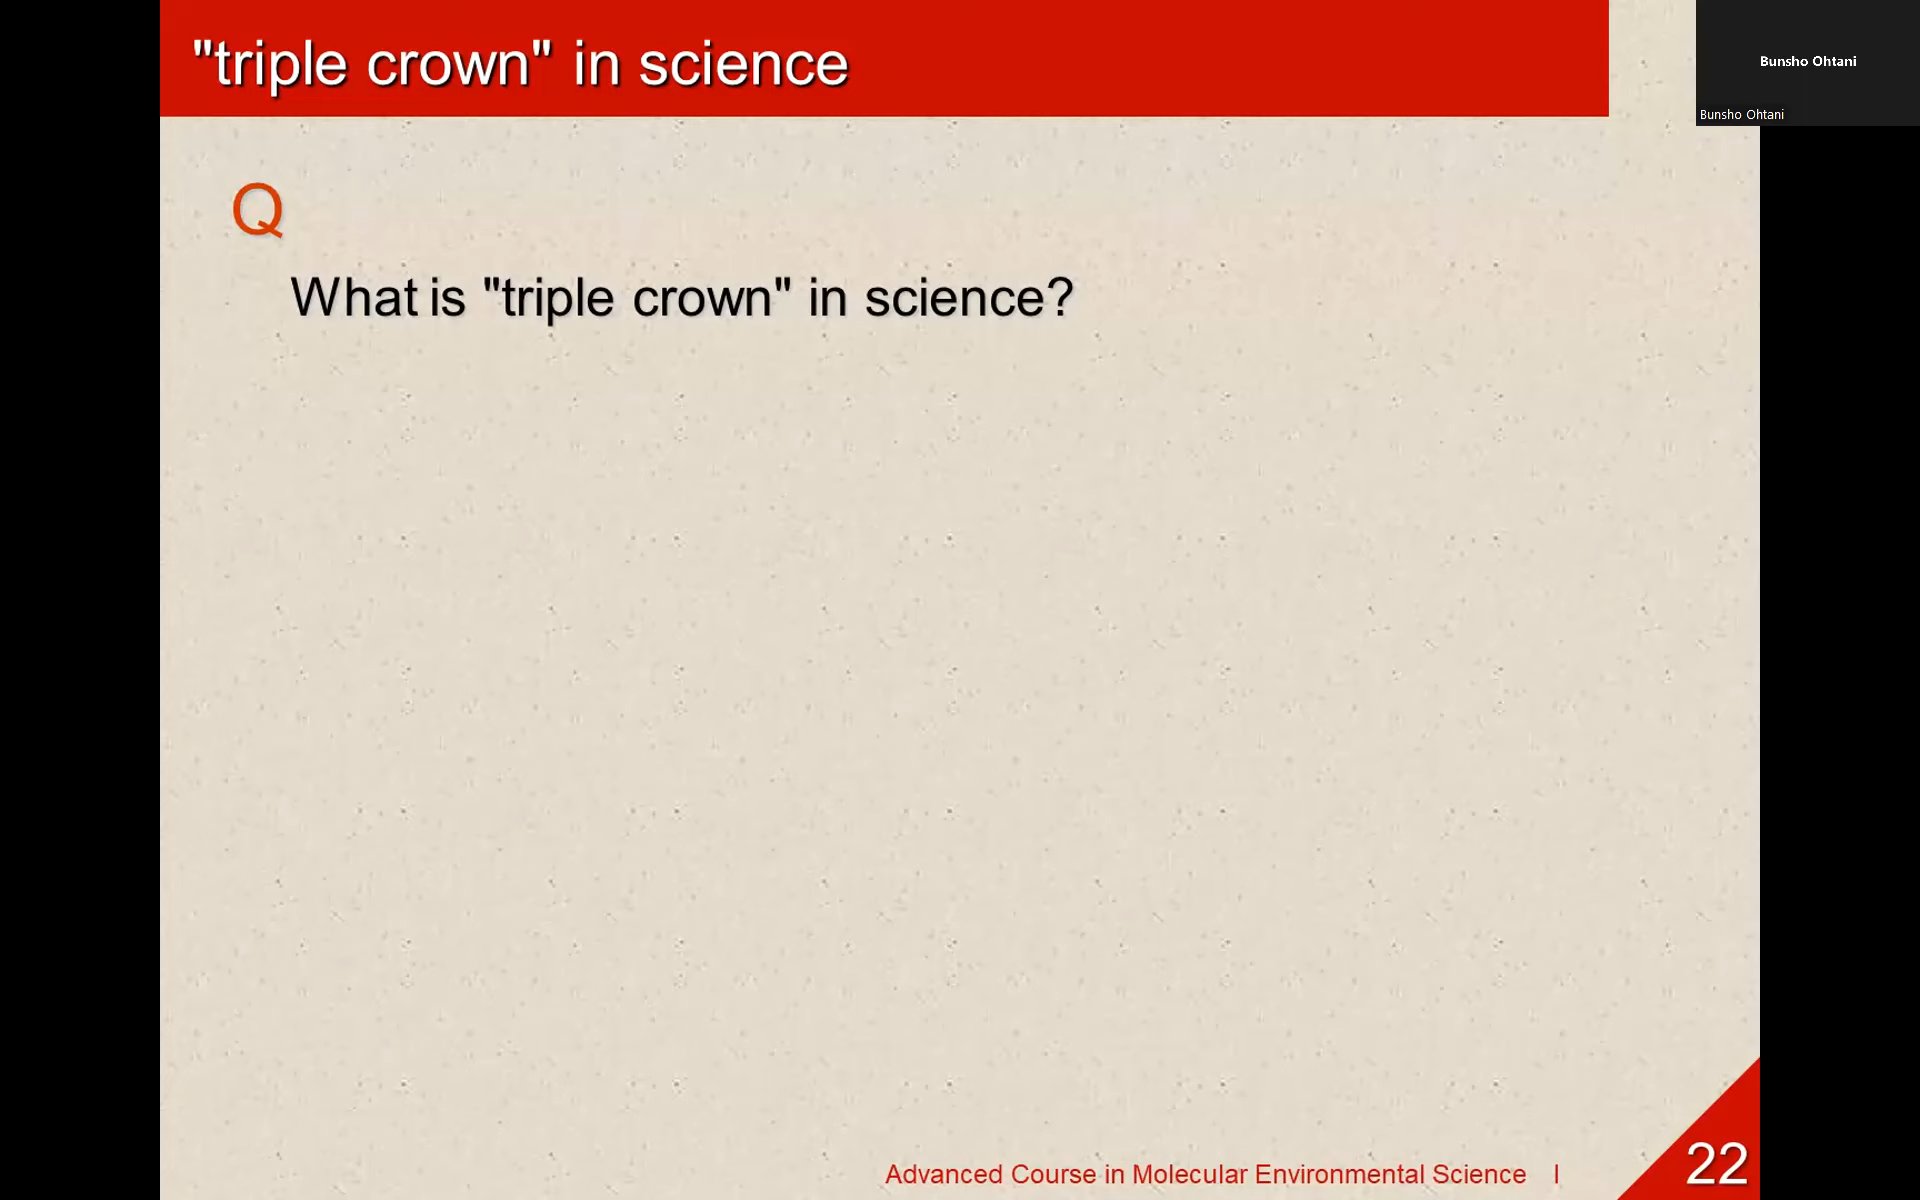 "triple crown" in science
Bunsho Ohtani
Bunsho Ohtani
Q
What is "triple crown" in science?
Advanced Course in Molecular Environmental Science I
22